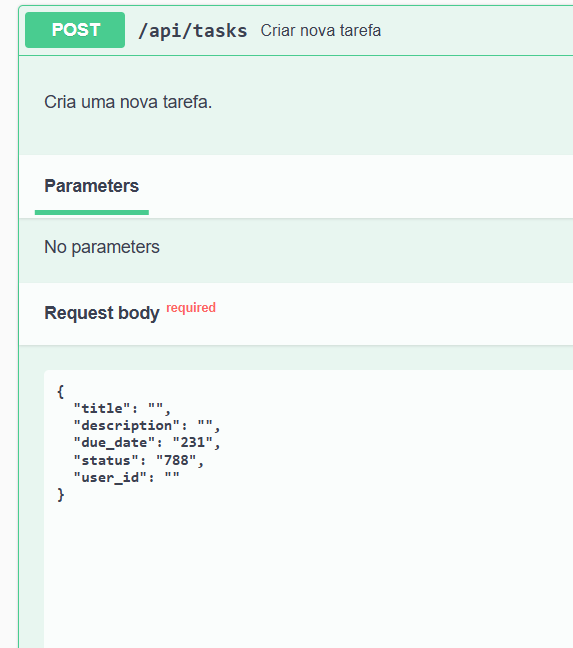 POST /api/tasks Criar nova tarefa
Cria uma nova tarefa.
Parameters
No parameters
Request body required
{
  "title": "",
  "description": "",
  "due_date": "231",
  "status": "788",
  "user_id": ""
}